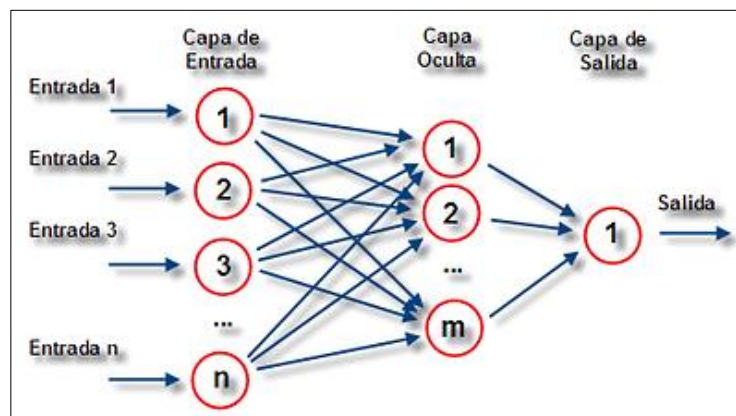 Capa de
Entrada
Capa
Oculta
Capa de
Salida
Entrada 1
1
Entrada 2
2
Entrada 3
3
...
Entrada n
n
1
2
...
m
1
Salida